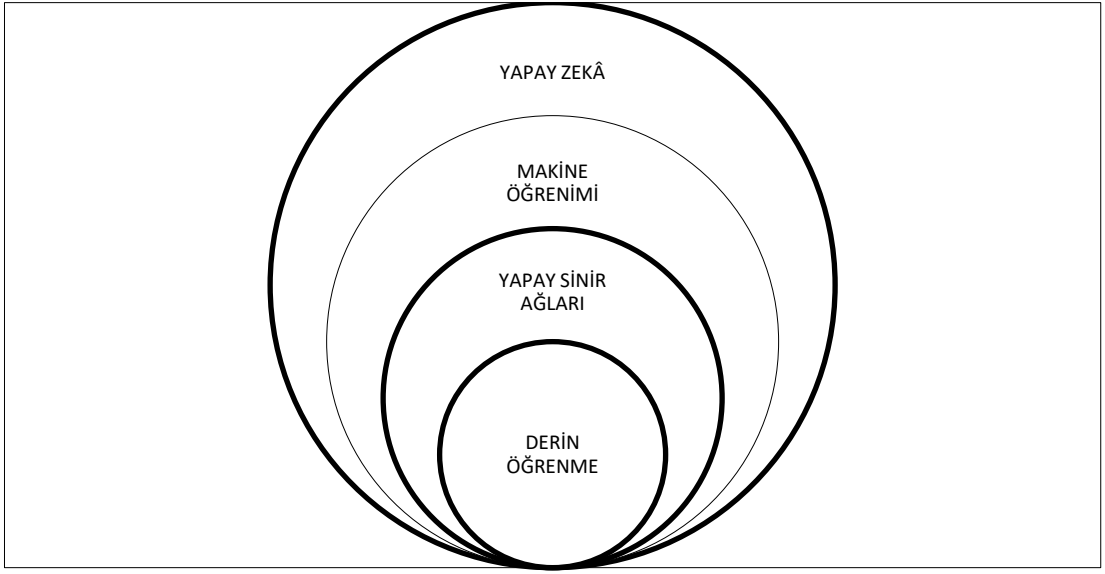 YAPAY ZEKÂ
MAKİNE
ÖĞRENİMİ
YAPAY SİNİR
AĞLARI
DERİN
ÖĞRENME